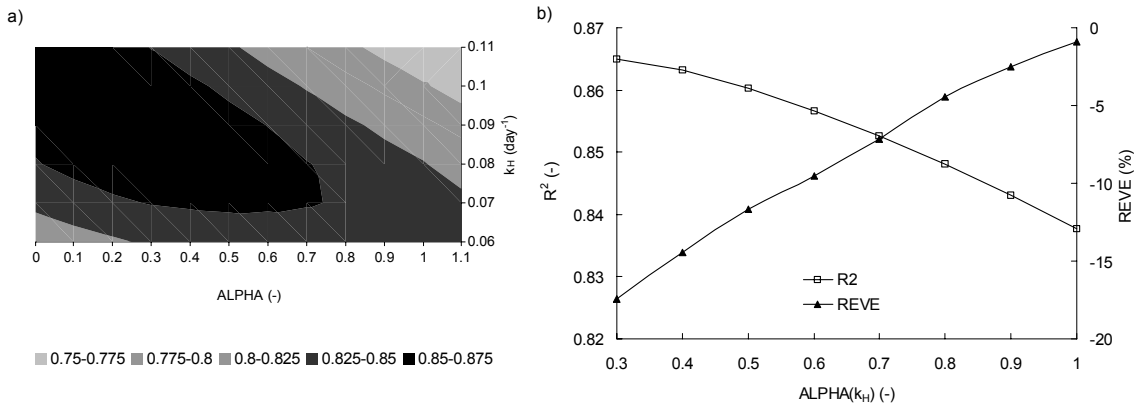 a)
0.11
0.1
0.09
0.08
0.07
0.06
k_H (day⁻¹)
0 0.1 0.2 0.3 0.4 0.5 0.6 0.7 0.8 0.9 1 1.1
ALPHA (-)
0.75-0.775 0.775-0.8 0.8-0.825 0.825-0.85 0.85-0.875
b)
0.87
0.86
0.85
0.84
0.83
0.82
R² (-)
R2
REVE
0
-5
-10
-15
-20
REVE (%)
0.3 0.4 0.5 0.6 0.7 0.8 0.9 1
ALPHA(k_H) (-)